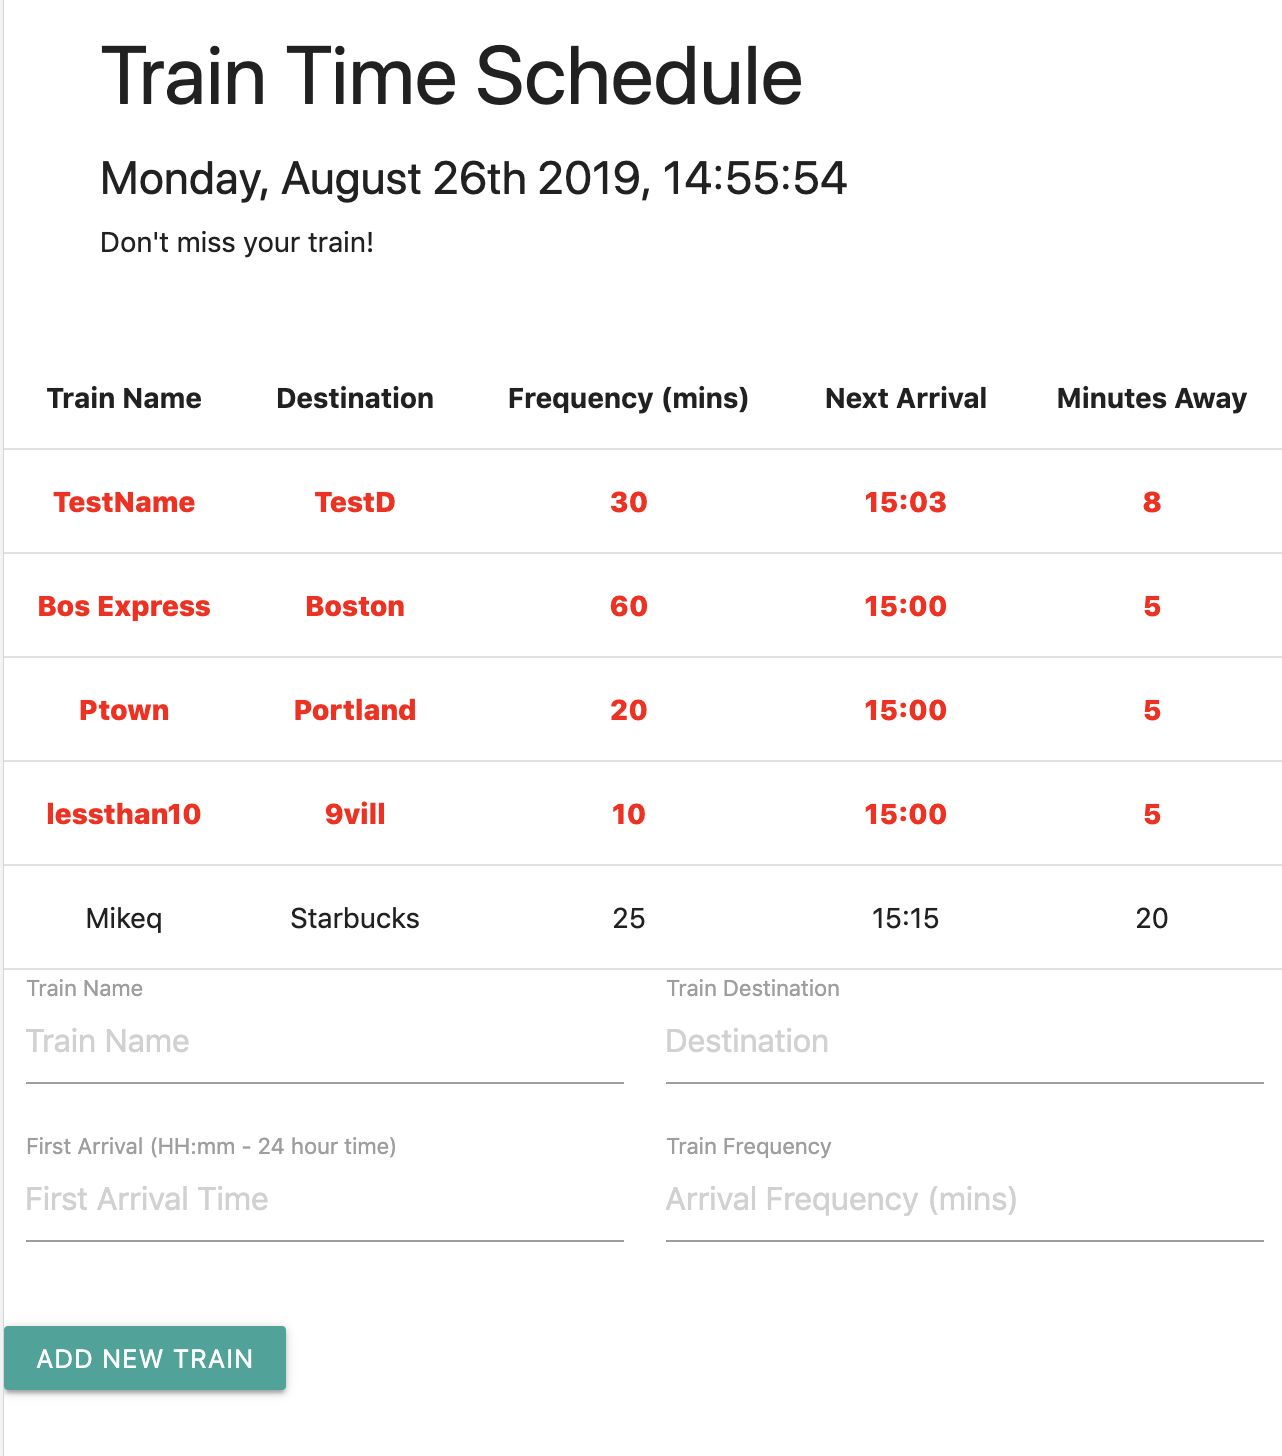 Train Time Schedule
Monday, August 26th 2019, 14:55:54
Don't miss your train!
Train Name Destination Frequency (mins) Next Arrival Minutes Away
TestName TestD 30 15:03 8
Bos Express Boston 60 15:00 5
Ptown Portland 20 15:00 5
lessthan10 9vill 10 15:00 5
Mikeq Starbucks 25 15:15 20
Train Name Train Destination
Train Name Destination
First Arrival (HH:mm - 24 hour time) Train Frequency
First Arrival Time Arrival Frequency (mins)
ADD NEW TRAIN